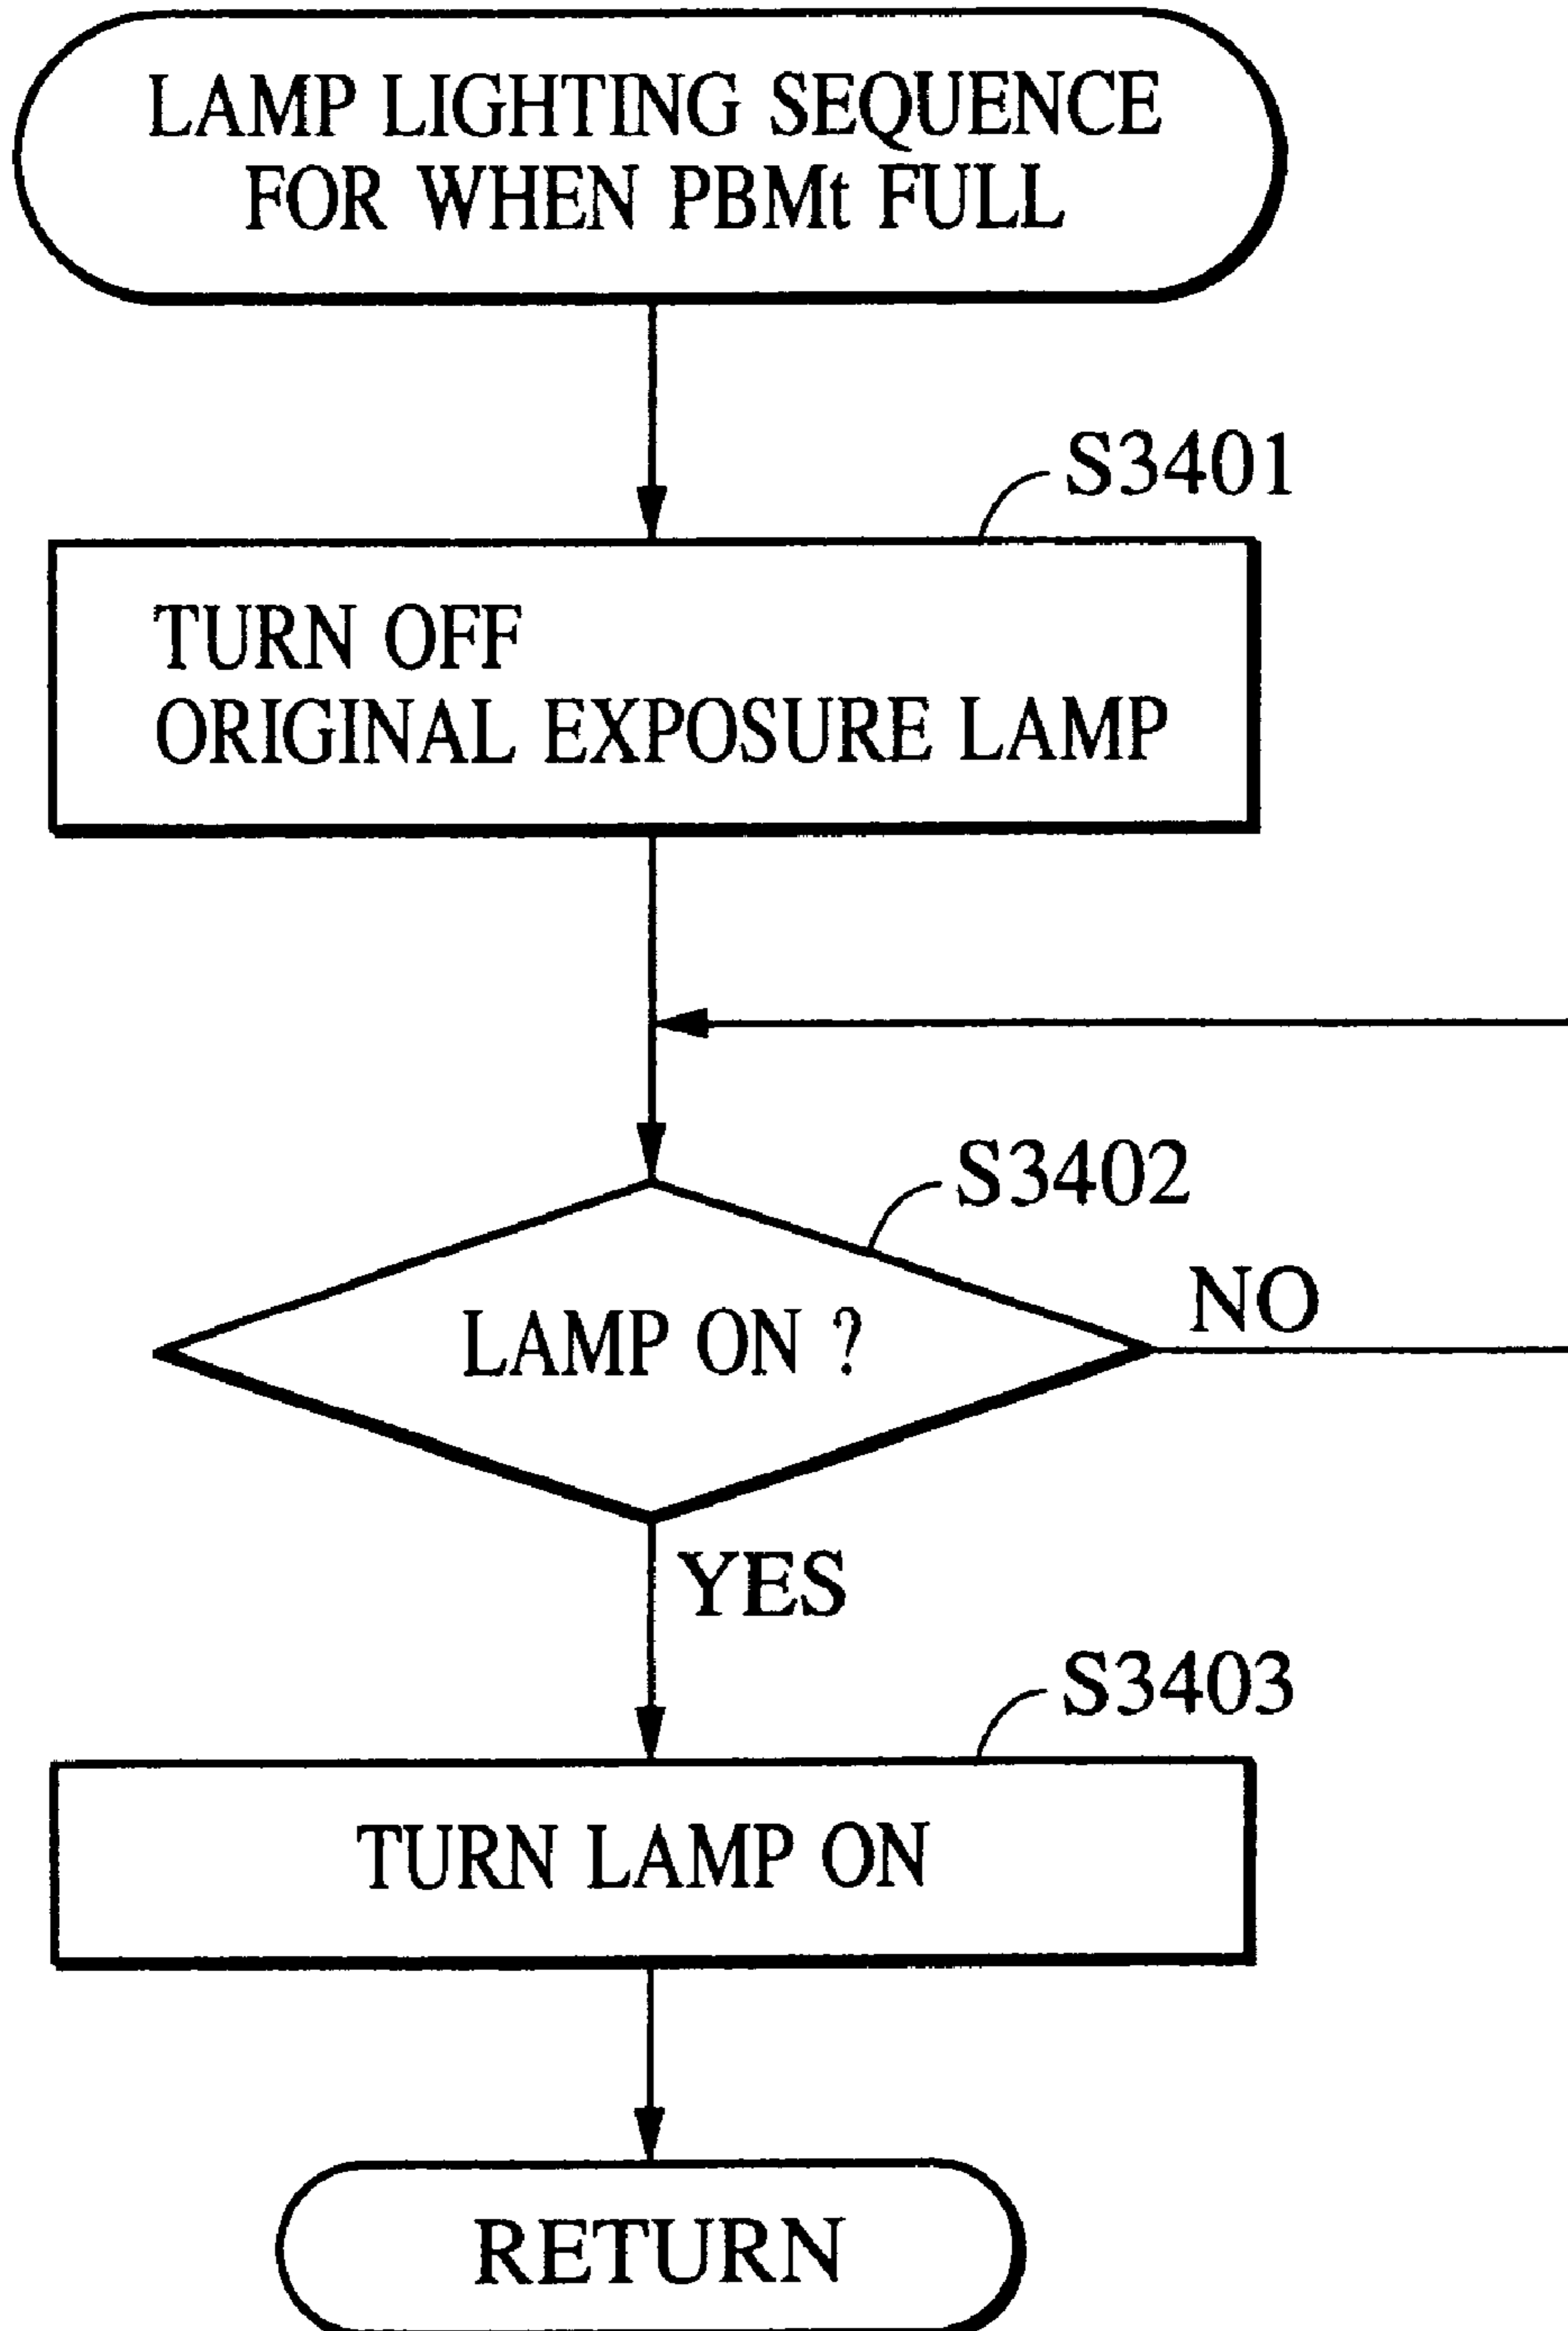 LAMP LIGHTING SEQUENCE
FOR WHEN PBMt FULL
S3401
TURN OFF
ORIGINAL EXPOSURE LAMP
S3402
LAMP ON ?
NO
YES
S3403
TURN LAMP ON
RETURN